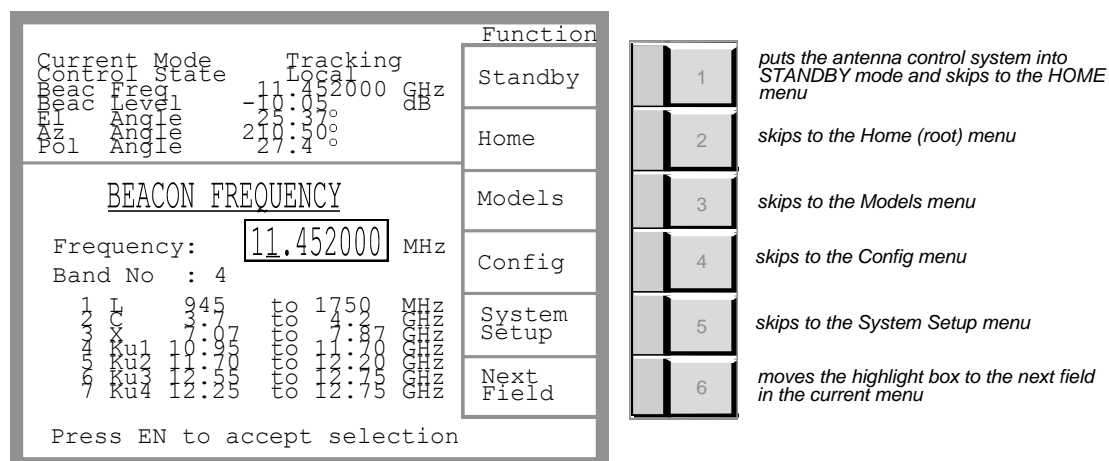 Function
Current Mode Tracking
Control State Local
Beac Freq 11.452000 GHz
Beac Level -10.05 dB
El Angle 25.37°
Az Angle 210.50°
Pol Angle 27.4 °
BEACON FREQUENCY
Frequency: 11.452000 MHz
Band No : 4
1 L 945 to 1750 MHz
2 C 3.7 to 4.2 GHz
3 X 7.07 to 1.87 GHz
4 Ku1 10.95 to 11.70 GHz
5 Ku2 11.70 to 12.20 GHz
6 Ku3 12.55 to 12.75 GHz
7 Ku4 12.25 to 12.75 GHz
Press EN to accept selection
Standby
Home
Models
Config
System
Setup
Next
Field
1
puts the antenna control system into
STANDBY mode and skips to the HOME
menu
2
skips to the Home (root) menu
3
skips to the Models menu
4
skips to the Config menu
5
skips to the System Setup menu
6
moves the highlight box to the next field
in the current menu